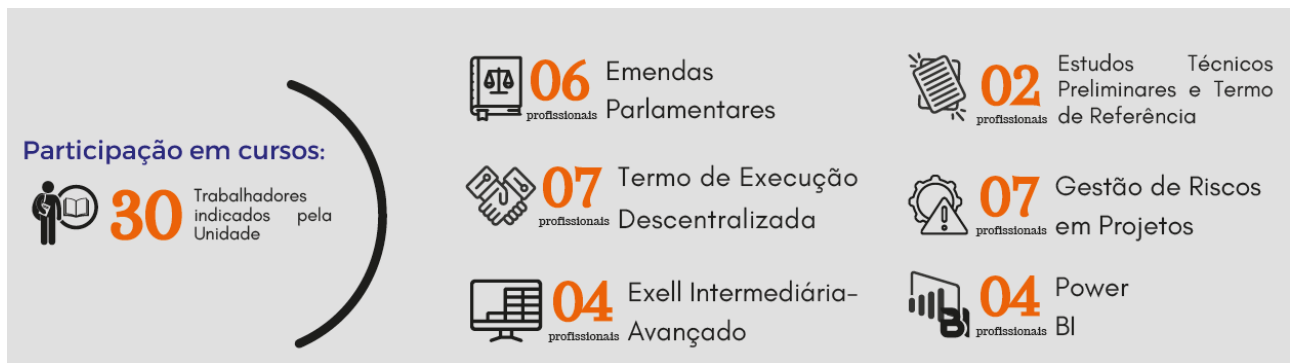 Participação em cursos:
30
Trabalhadores
indicados pela
Unidade
06
profissionais
Emendas
Parlamentares
07
profissionais
Termo de Execução
Descentralizada
04
profissionais
Exell Intermediária-
Avançado
02
profissionais
Estudos Técnicos
Preliminares e Termo
de Referência
07
profissionais
Gestão de Riscos
em Projetos
04
profissionais
Power
BI